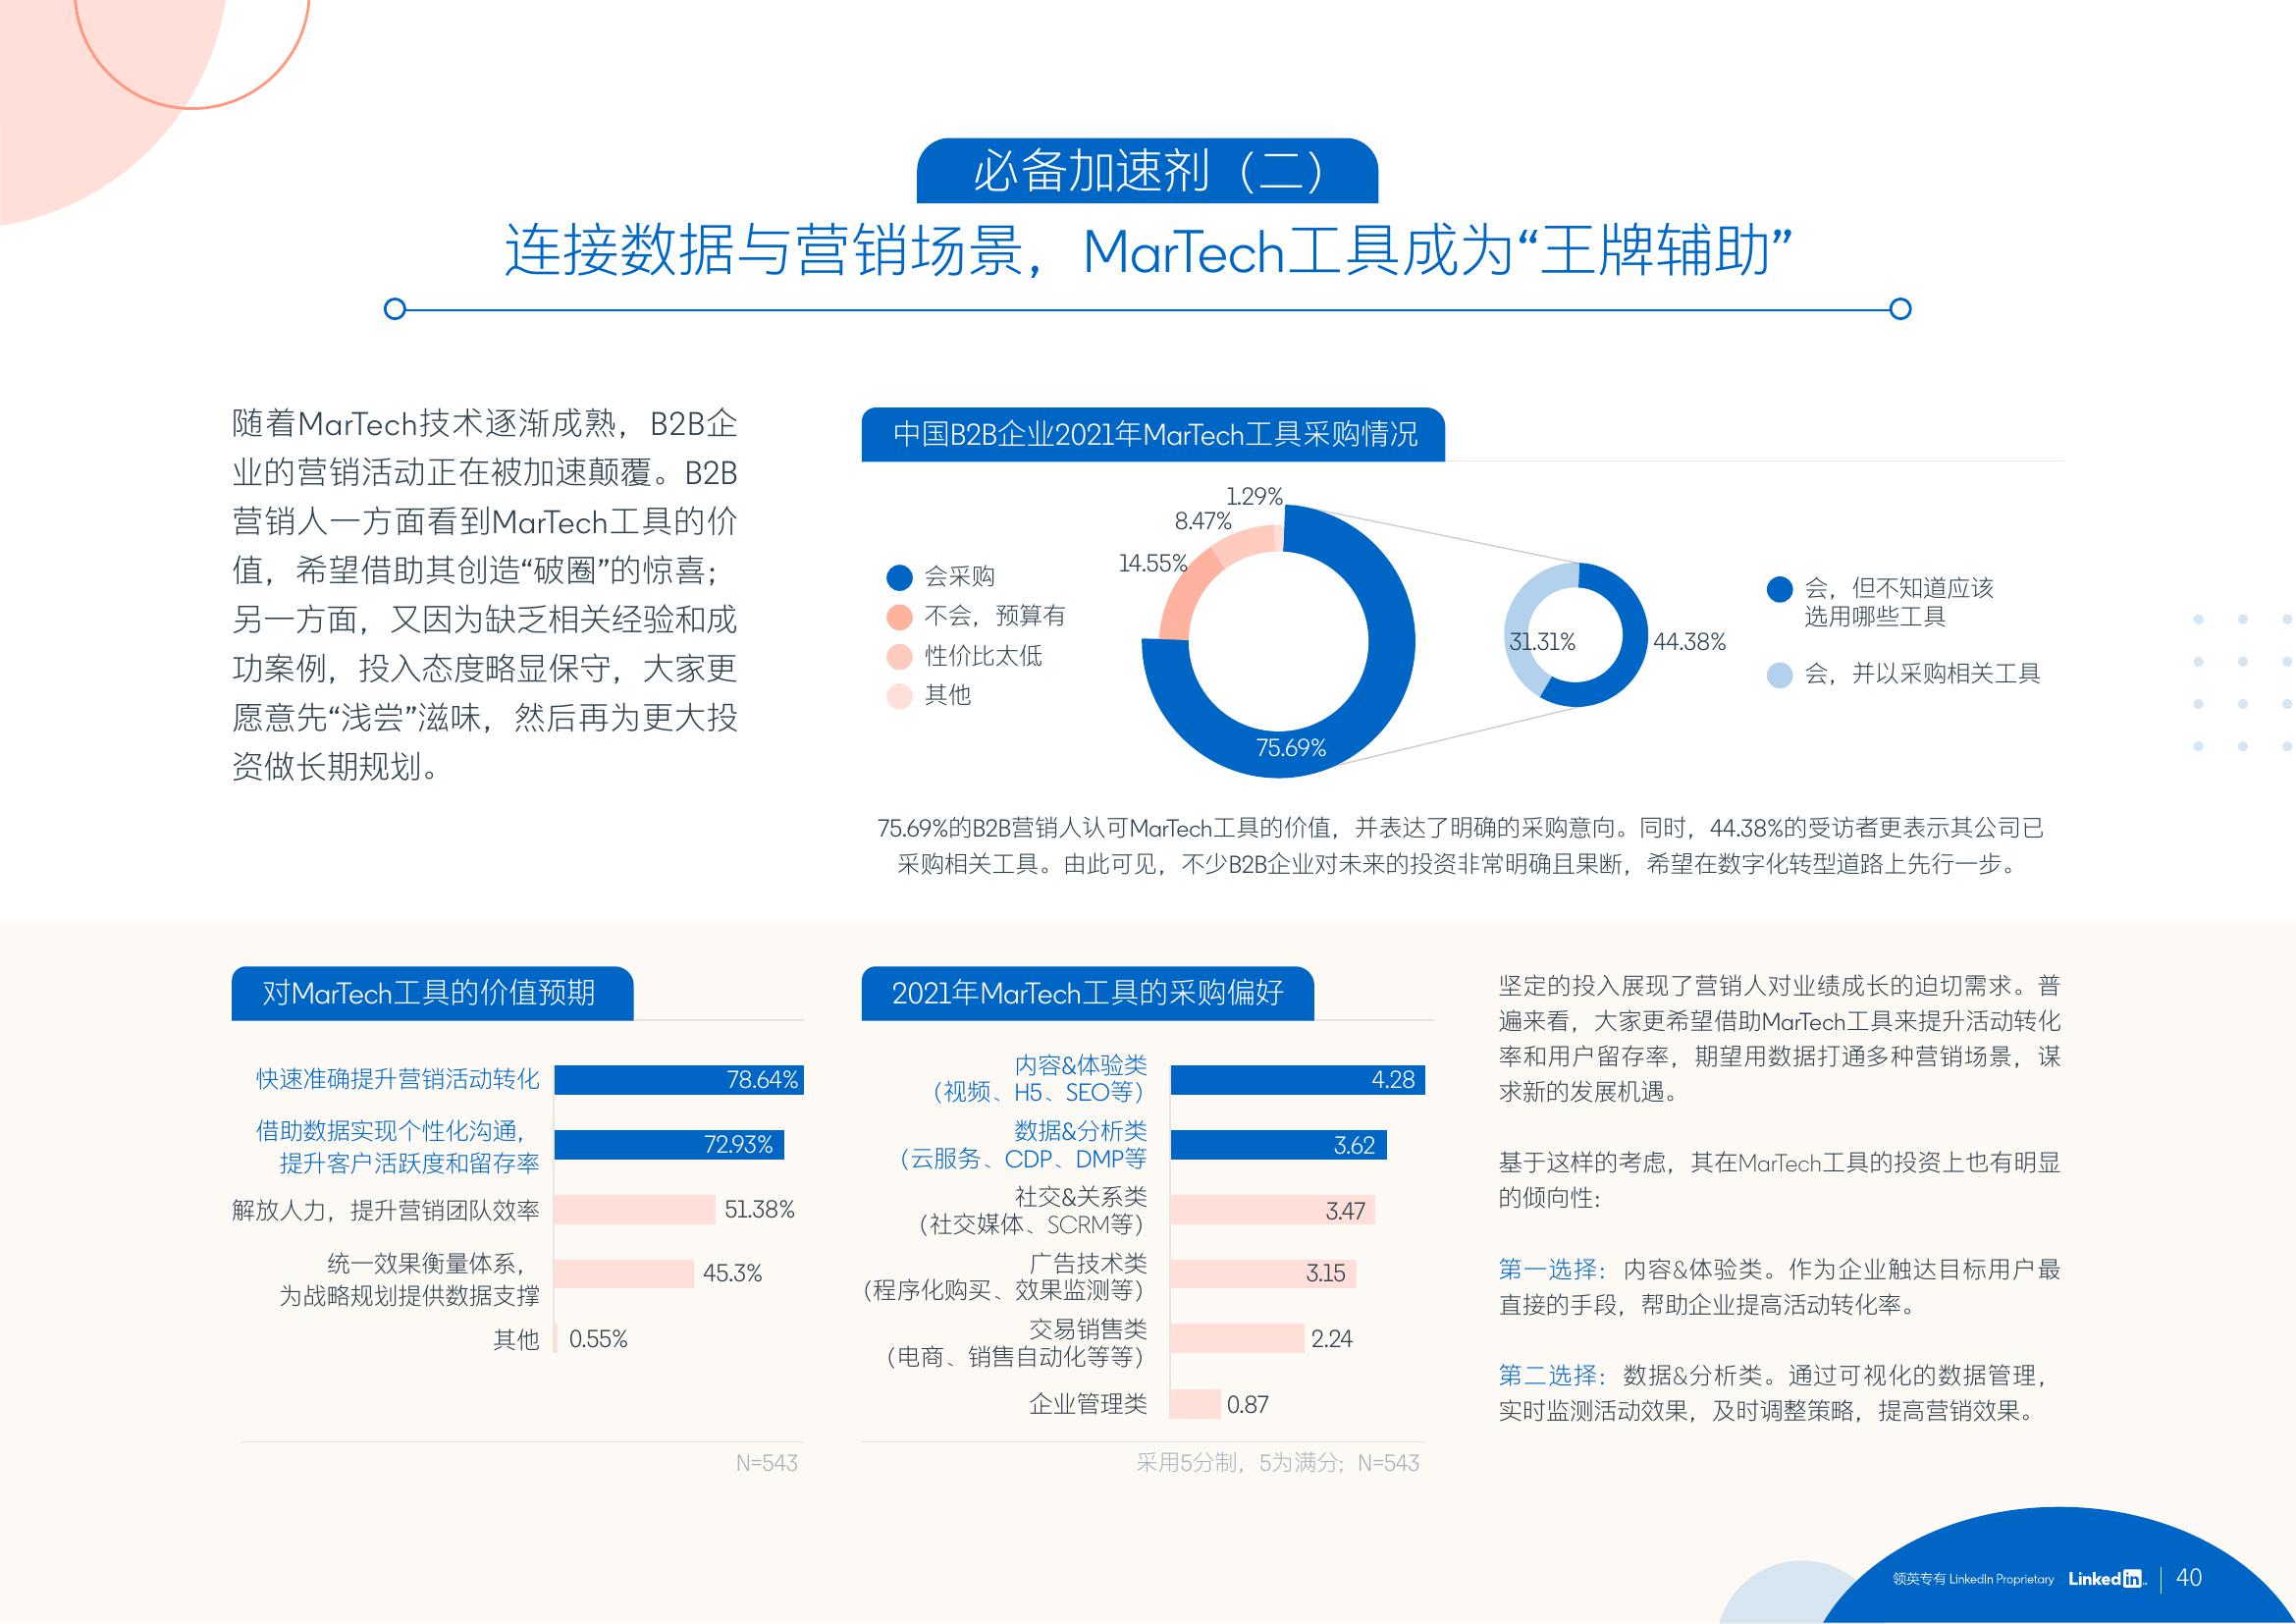 必备加速剂（二）
连接数据与营销场景，MarTech工具成为“王牌辅助”
随着MarTech技术逐渐成熟，B2B企
业的营销活动正在被加速颠覆。B2B
营销人一方面看到MarTech工具的价
值，希望借助其创造“破圈”的惊喜；
另一方面，又因为缺乏相关经验和成
功案例，投入态度略显保守，大家更
愿意先“浅尝”滋味，然后再为更大投
资做长期规划。
中国B2B企业2021年MarTech工具采购情况
会采购
不会，预算有
性价比太低
其他
1.29%
8.47%
14.55%
75.69%
31.31%
44.38%
会，但不知道应该
选用哪些工具
会，并以采购相关工具
75.69%的B2B营销人认可MarTech工具的价值，并表达了明确的采购意向。同时，44.38%的受访者更表示其公司已
采购相关工具。由此可见，不少B2B企业对未来的投资非常明确且果断，希望在数字化转型道路上先行一步。
对MarTech工具的价值预期
快速准确提升营销活动转化
78.64%
借助数据实现个性化沟通，
提升客户活跃度和留存率
72.93%
解放人力，提升营销团队效率
51.38%
统一效果衡量体系，
为战略规划提供数据支撑
45.3%
其他
0.55%
N=543
2021年MarTech工具的采购偏好
内容&体验类
（视频、H5、SEO等）
4.28
数据&分析类
（云服务、CDP、DMP等
3.62
社交&关系类
（社交媒体、SCRM等）
3.47
广告技术类
（程序化购买、效果监测等）
3.15
交易销售类
（电商、销售自动化等等）
2.24
企业管理类
0.87
采用5分制，5为满分；N=543
坚定的投入展现了营销人对业绩成长的迫切需求。普
遍来看，大家更希望借助MarTech工具来提升活动转化
率和用户留存率，期望用数据打通多种营销场景，谋
求新的发展机遇。
基于这样的考虑，其在MarTech工具的投资上也有明显
的倾向性：
第一选择：内容&体验类。作为企业触达目标用户最
直接的手段，帮助企业提高活动转化率。
第二选择：数据&分析类。通过可视化的数据管理，
实时监测活动效果，及时调整策略，提高营销效果。
领英专有 LinkedIn Proprietary LinkedIn 40